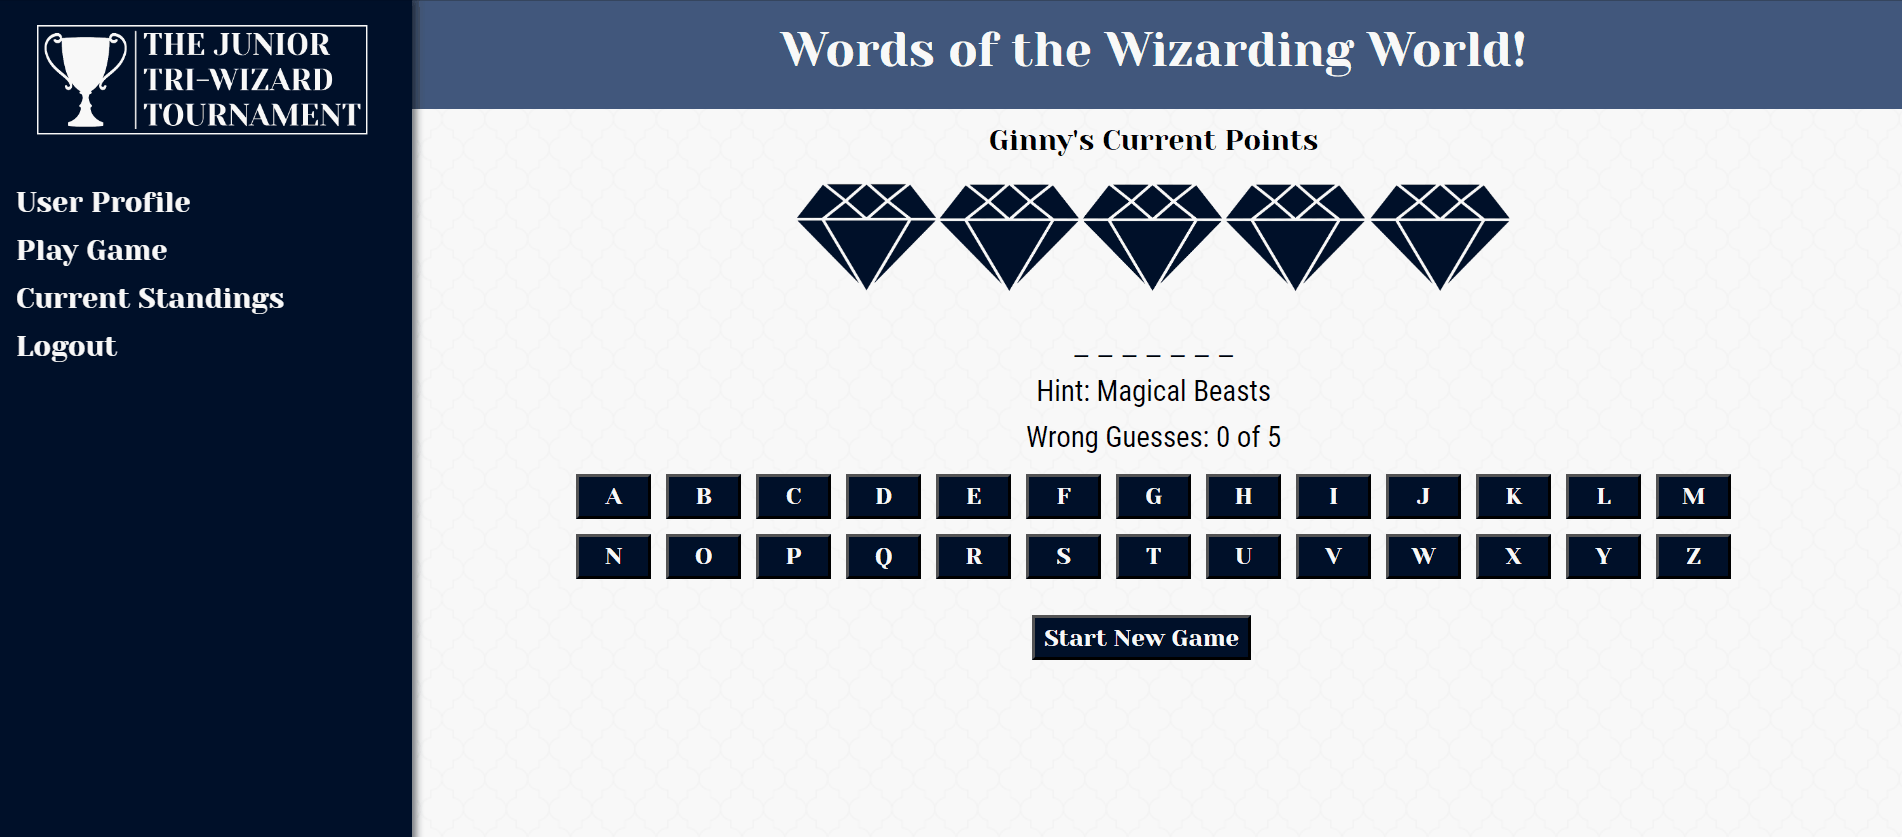 THE JUNIOR
TRI-WIZARD
TOURNAMENT
User Profile
Play Game
Current Standings
Logout
Words of the Wizarding World!
Ginny's Current Points
_ _ _ _ _ _ _
Hint: Magical Beasts
Wrong Guesses: 0 of 5
A B C D E F G H I J K L M
N O P Q R S T U V W X Y Z
Start New Game